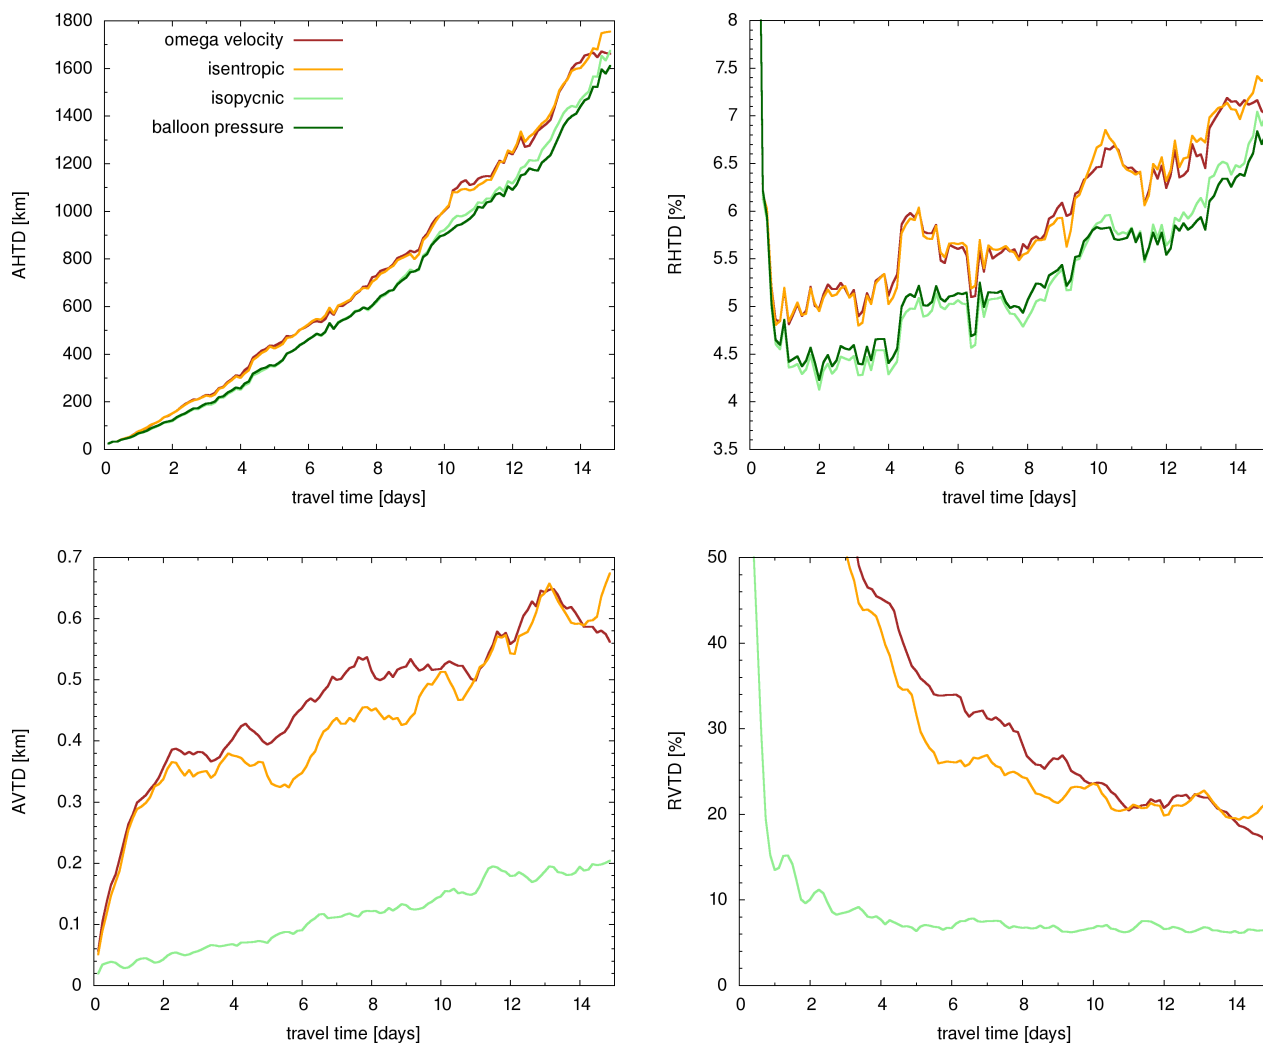 1800
1600
1400
1200
1000
800
600
400
200
0
AHTD [km]
omega velocity
isentropic
isopycnic
balloon pressure
0 2 4 6 8 10 12 14
travel time [days]
8
7.5
7
6.5
6
5.5
5
4.5
4
3.5
RHTD [%]
0 2 4 6 8 10 12 14
travel time [days]
0.7
0.6
0.5
0.4
0.3
0.2
0.1
0
AVTD [km]
0 2 4 6 8 10 12 14
travel time [days]
50
40
30
20
10
0
RVTD [%]
0 2 4 6 8 10 12 14
travel time [days]